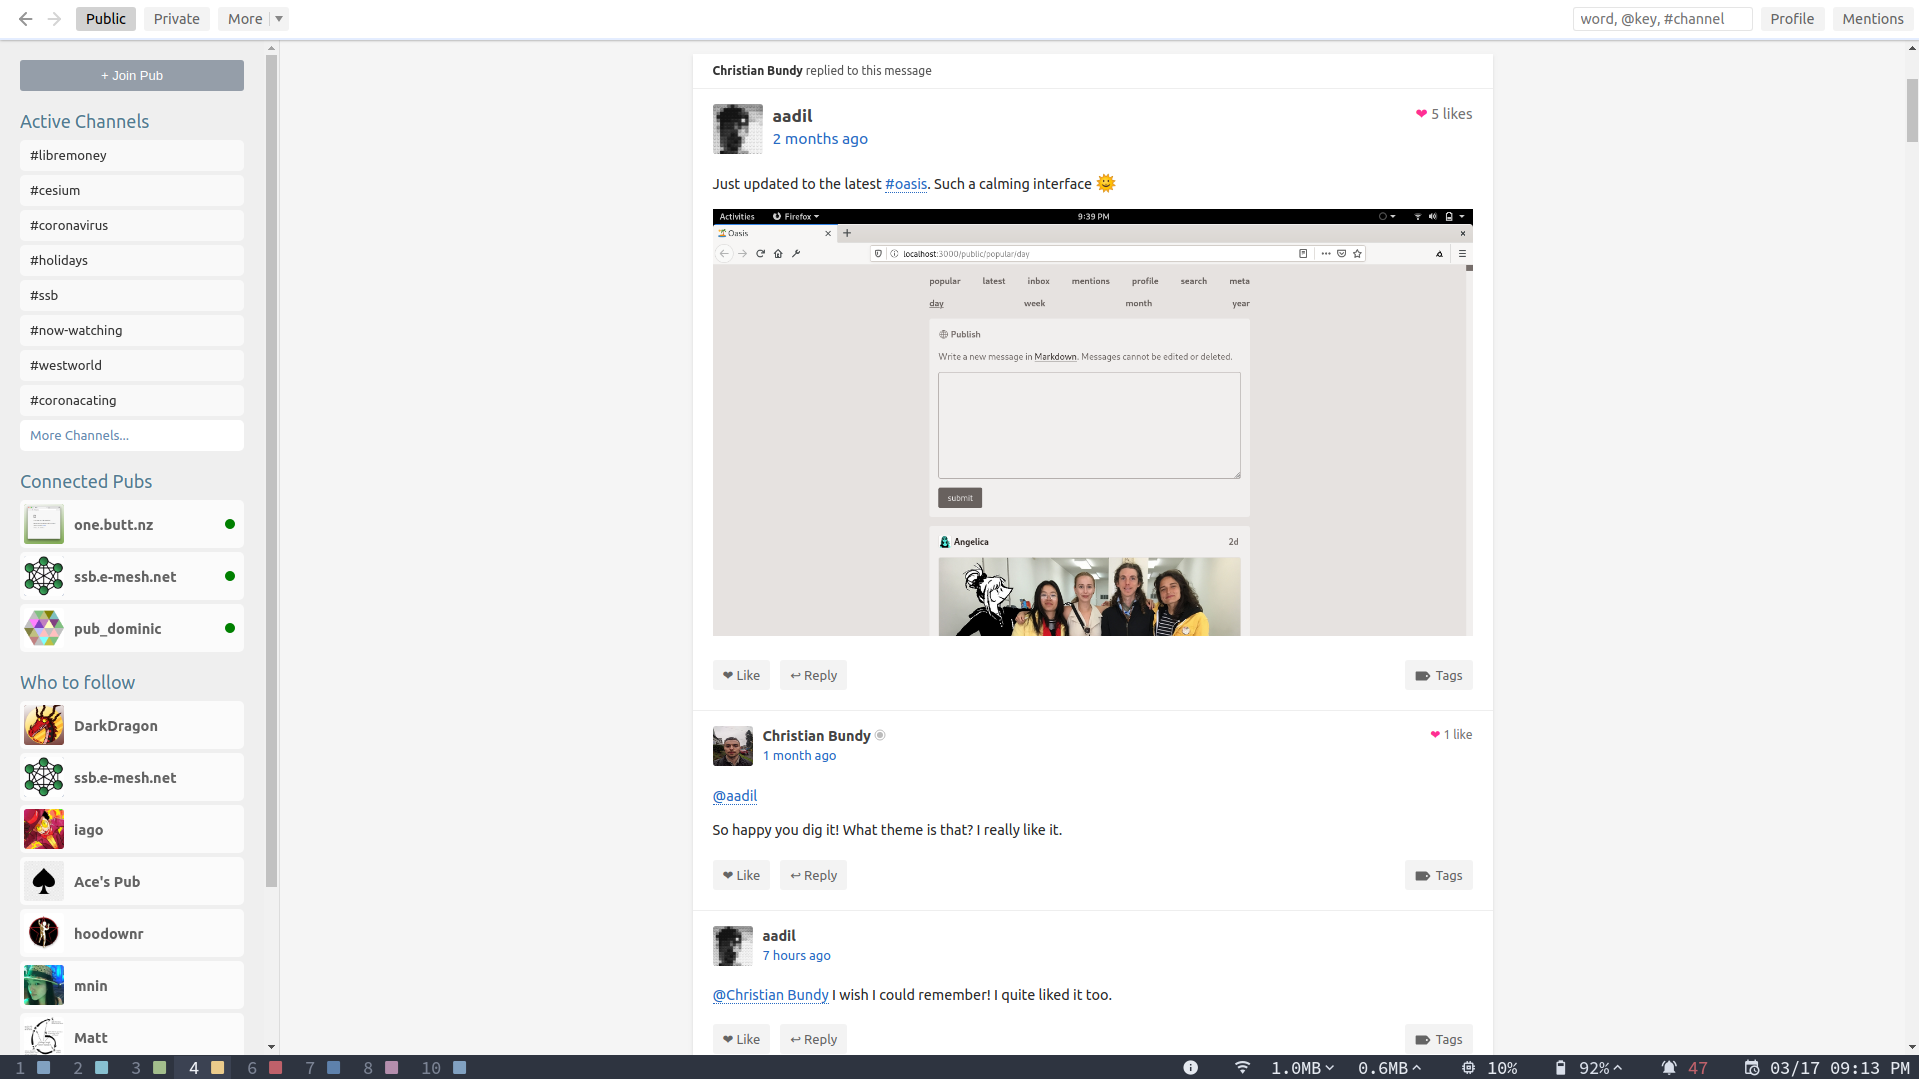 Public Private More word, @key, #channel Profile Mentions
+ Join Pub
Active Channels
#libremoney
#cesium
#coronavirus
#holidays
#ssb
#now-watching
#westworld
#coronacating
More Channels...
Connected Pubs
one.butt.nz
ssb.e-mesh.net
pub_dominic
Who to follow
DarkDragon
ssb.e-mesh.net
iago
Ace's Pub
hoodownr
mnin
Matt
Christian Bundy replied to this message
aadil
❤ 5 likes
2 months ago
Just updated to the latest #oasis. Such a calming interface 🌞
Activities Firefox 9:39 PM
Oasis
localhost:3000/public/popular/day
popular latest inbox mentions profile search meta
day week month year
Publish
Write a new message in Markdown. Messages cannot be edited or deleted.
submit
Angelica 2d
❤ Like ↩ Reply Tags
Christian Bundy
❤ 1 like
1 month ago
@aadil
So happy you dig it! What theme is that? I really like it.
❤ Like ↩ Reply Tags
aadil
7 hours ago
@Christian Bundy I wish I could remember! I quite liked it too.
❤ Like ↩ Reply Tags
1 2 3 4 6 7 8 10 1.0MB 0.6MB 10% 92% 47 03/17 09:13 PM